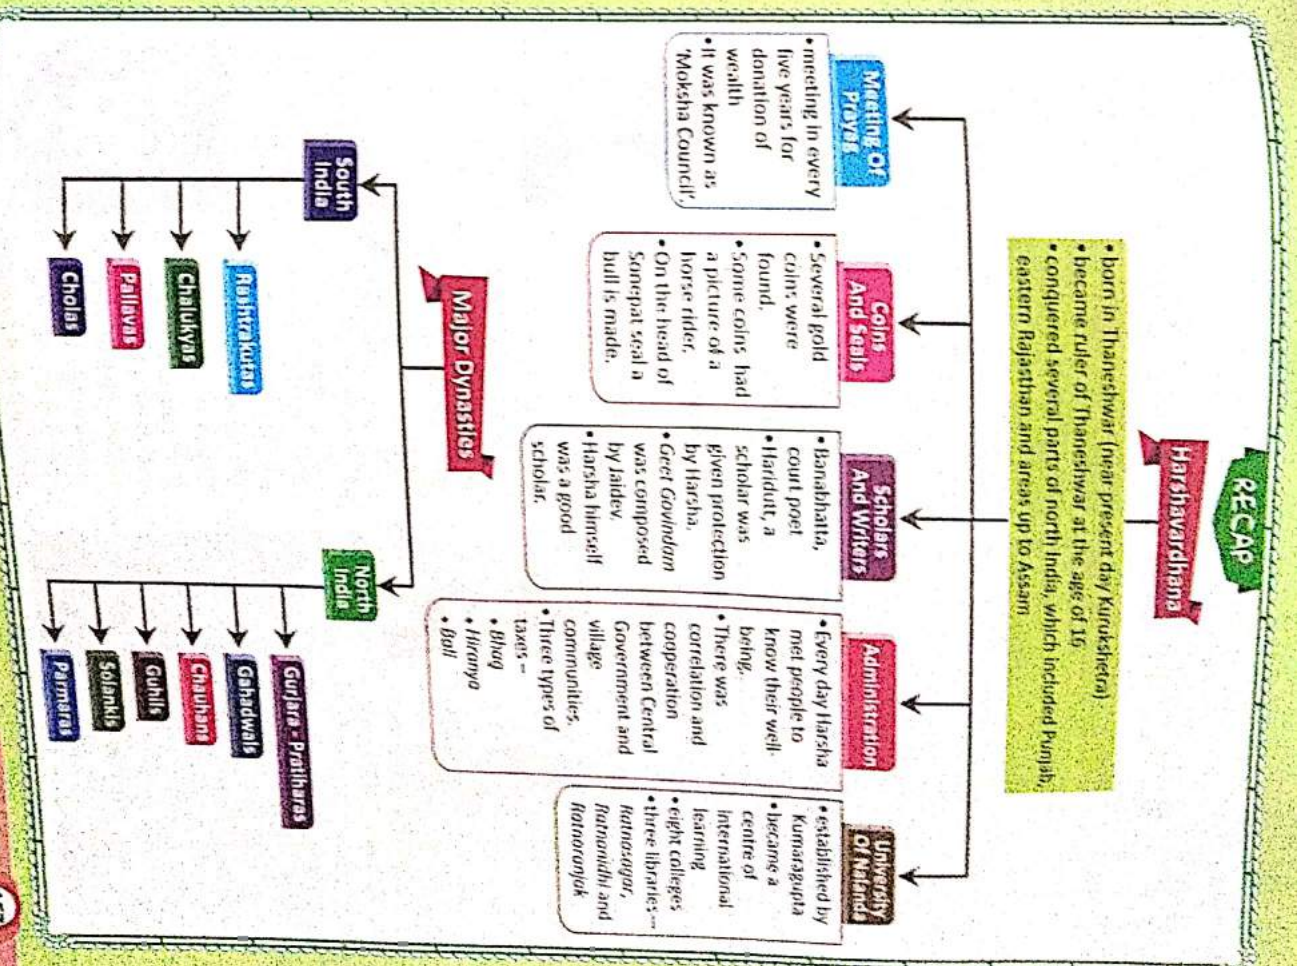 RECAP
Harshavardhana
• born in Thaneshwar (near present day Kurukshetra)
• became ruler of Thaneshwar at the age of 16
• conquered several parts of north India, which included Punjab,
eastern Rajasthan and areas up to Assam
Meeting Of
Prayag
• meeting in every
five years for
donation of
wealth
• It was known as
'Moksha Council'.
Coins
And Seals
• Several gold
coins were
found.
• Some coins had
a picture of a
horse rider.
• On the head of
Sonepat seal a
bull is made.
Scholars
And Writers
• Banabhatta,
court poet
• Haridutt, a
scholar was
given protection
by Harsha.
• Geet Govindam
was composed
by Jaidev.
• Harsha himself
was a good
scholar.
Administration
• Every day Harsha
met people to
know their well-
being.
• There was
correlation and
cooperation
between Central
Government and
village
communities.
• Three types of
taxes –
• Bhag
• Hiranya
• Bali
University
Of Nalanda
• established by
Kumaragupta
• became a
centre of
international
learning
• eight colleges
• three libraries—
Ratnasagar,
Ratnanidhi and
Ratnaranjak
Major Dynasties
South
India
Rashtrakutas
Chalukyas
Pallavas
Cholas
North
India
Gurjara - Pratiharas
Gahadwals
Chauhans
Guhils
Solankis
Parmaras